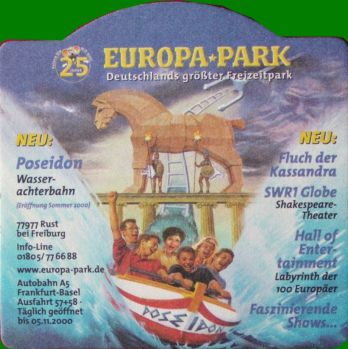 25
EUROPA★PARK
Deutschlands größter Freizeitpark
NEU:
Poseidon
Wasser-
achterbahn
(Eröffnung Sommer 2000)
77977 Rust
bei Freiburg
Info-Line
01805/776688
www.europa-park.de
Autobahn A5
Frankfurt-Basel
Ausfahrt 57+58 ·
Täglich geöffnet
bis 05.11.2000
NEU:
Fluch der
Kassandra
SWR1 Globe
Shakespeare-
Theater
Hall of
Enter-
tainment
Labyrinth der
100 Europäer
Faszinierende
Shows...
POSEIDON